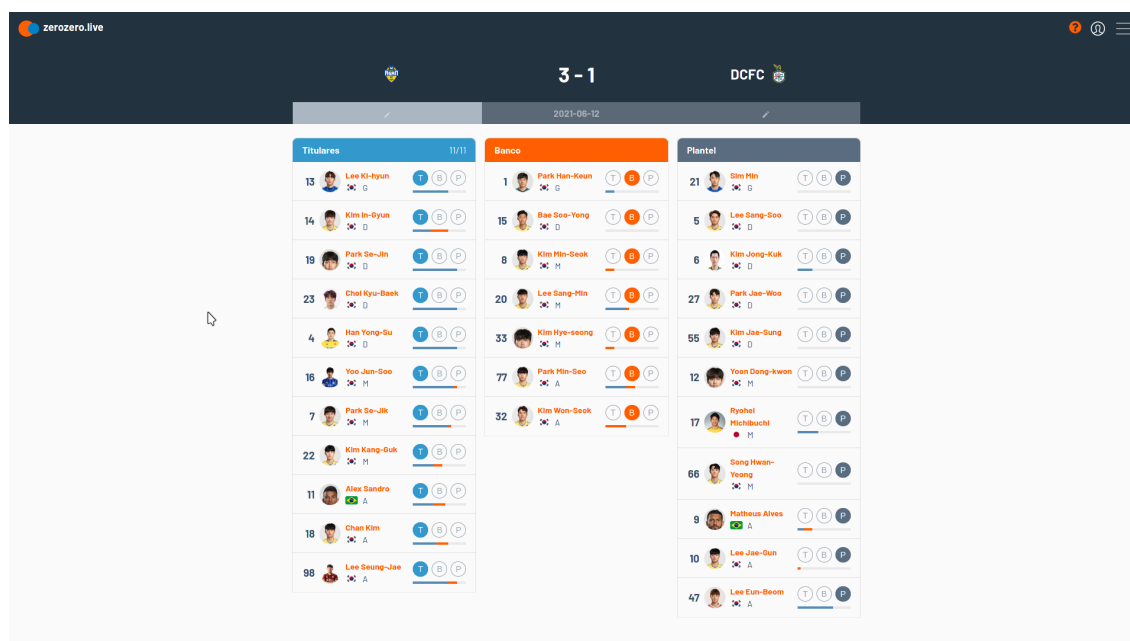 zerozero.live
3 - 1
DCFC
2021-06-12
Titulares 11/11
13 Lee Ki-hyun T B P
G
14 Kim In-Gyun T B P
D
19 Park Se-Jin T B P
D
23 Choi Kyu-Baek T B P
D
4 Han Yong-Su T B P
D
16 Yoo Jun-Soo T B P
M
7 Park Se-Jik T B P
M
22 Kim Kang-Guk T B P
M
11 Alex Sandro T B P
A
18 Chan Kim T B P
A
98 Lee Seung-Jae T B P
A
Banco
1 Park Han-Keun T B P
G
15 Bae Soo-Yong T B P
D
8 Kim Min-Seok T B P
M
20 Lee Sang-Min T B P
M
33 Kim Hye-seong T B P
M
77 Park Min-Seo T B P
A
32 Kim Won-Seok T B P
A
Plantel
21 Sim Min T B P
G
5 Lee Sang-Soo T B P
D
6 Kim Jong-Kuk T B P
D
27 Park Jae-Woo T B P
D
55 Kim Jae-Sung T B P
D
12 Yoon Dong-kwon T B P
M
17 Ryohei
Michibuchi T B P
M
66 Song Hwan-
Yeong T B P
M
9 Matheus Alves T B P
A
10 Lee Jae-Gun T B P
A
47 Lee Eun-Beom T B P
A